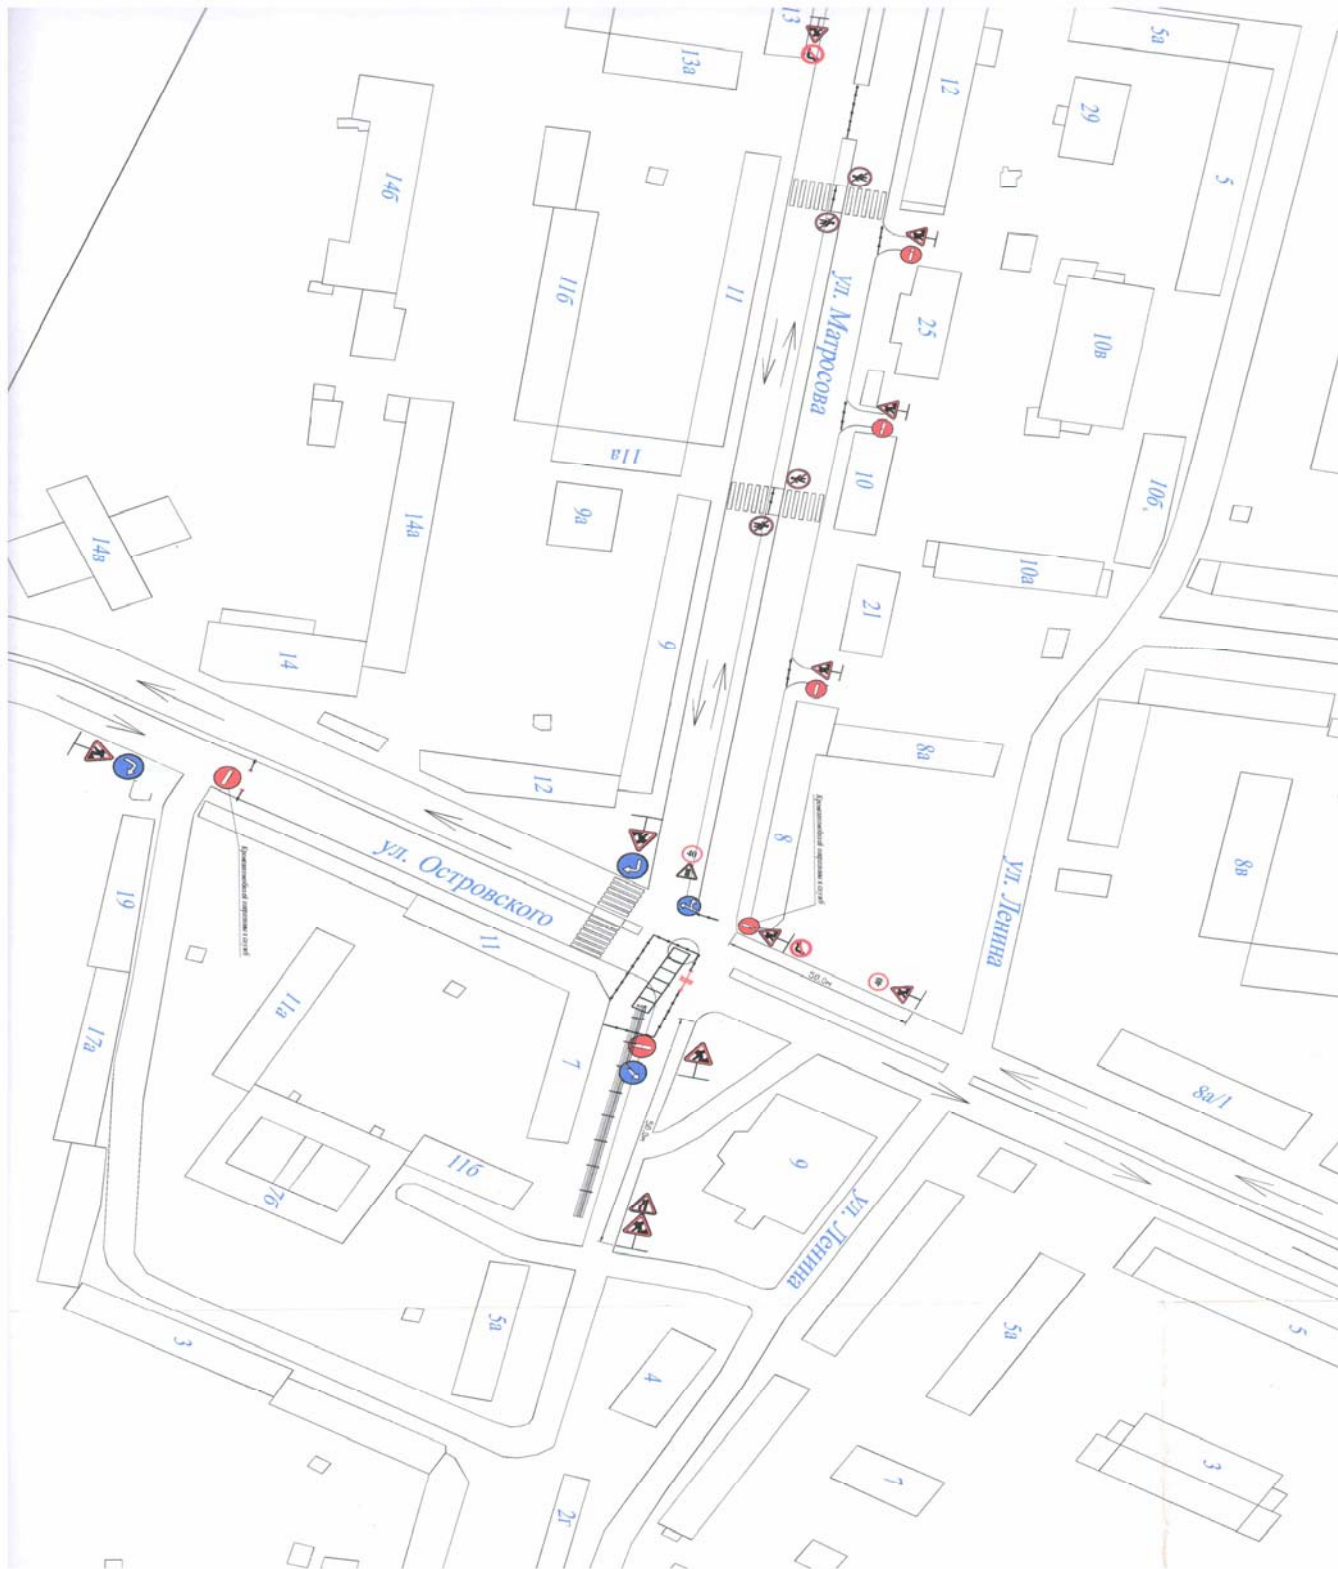 13
13а
12
5а
29
5
14б
11б
11
ул. Матросова
25
10в
11а
10
10б,
9а
14а
14в
10а
21
9
14
8а
12
8
ул. Ленина
8в
ул. Островского
19
11
50.0м
11а
17а
7
8а/1
50.0м
9
11б
7б
ул. Ленина
5а
5а
5
3
4
7
3
2г